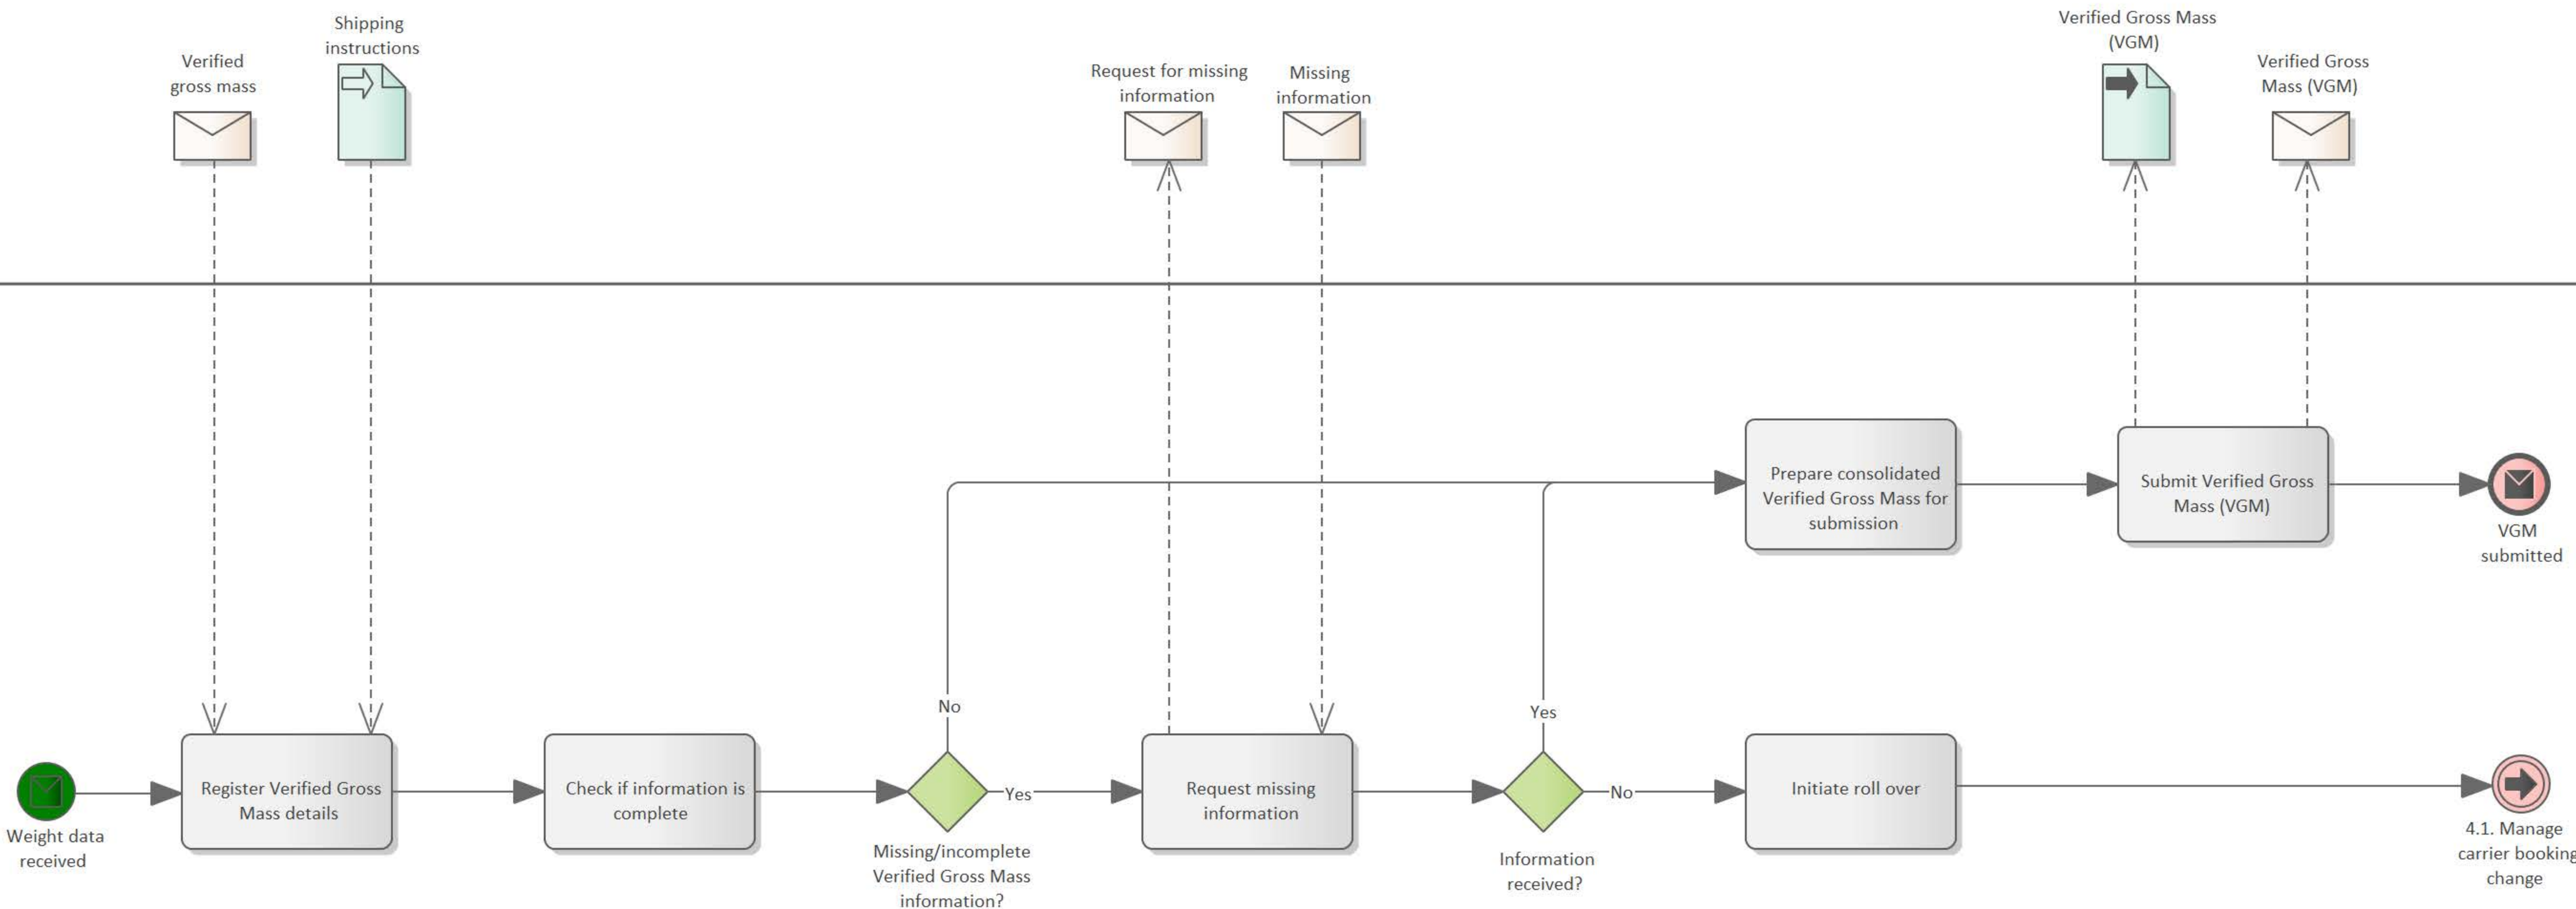 Shipping
instructions
Verified
gross mass
Request for missing
information
Missing
information
Verified Gross Mass
(VGM)
Verified Gross
Mass (VGM)
Prepare consolidated
Verified Gross Mass for
submission
Submit Verified Gross
Mass (VGM)
VGM
submitted
No
Yes
Weight data
received
Register Verified Gross
Mass details
Check if information is
complete
Yes
Missing/incomplete
Verified Gross Mass
information?
Request missing
information
No
Information
received?
Initiate roll over
4.1. Manage
carrier booking
change